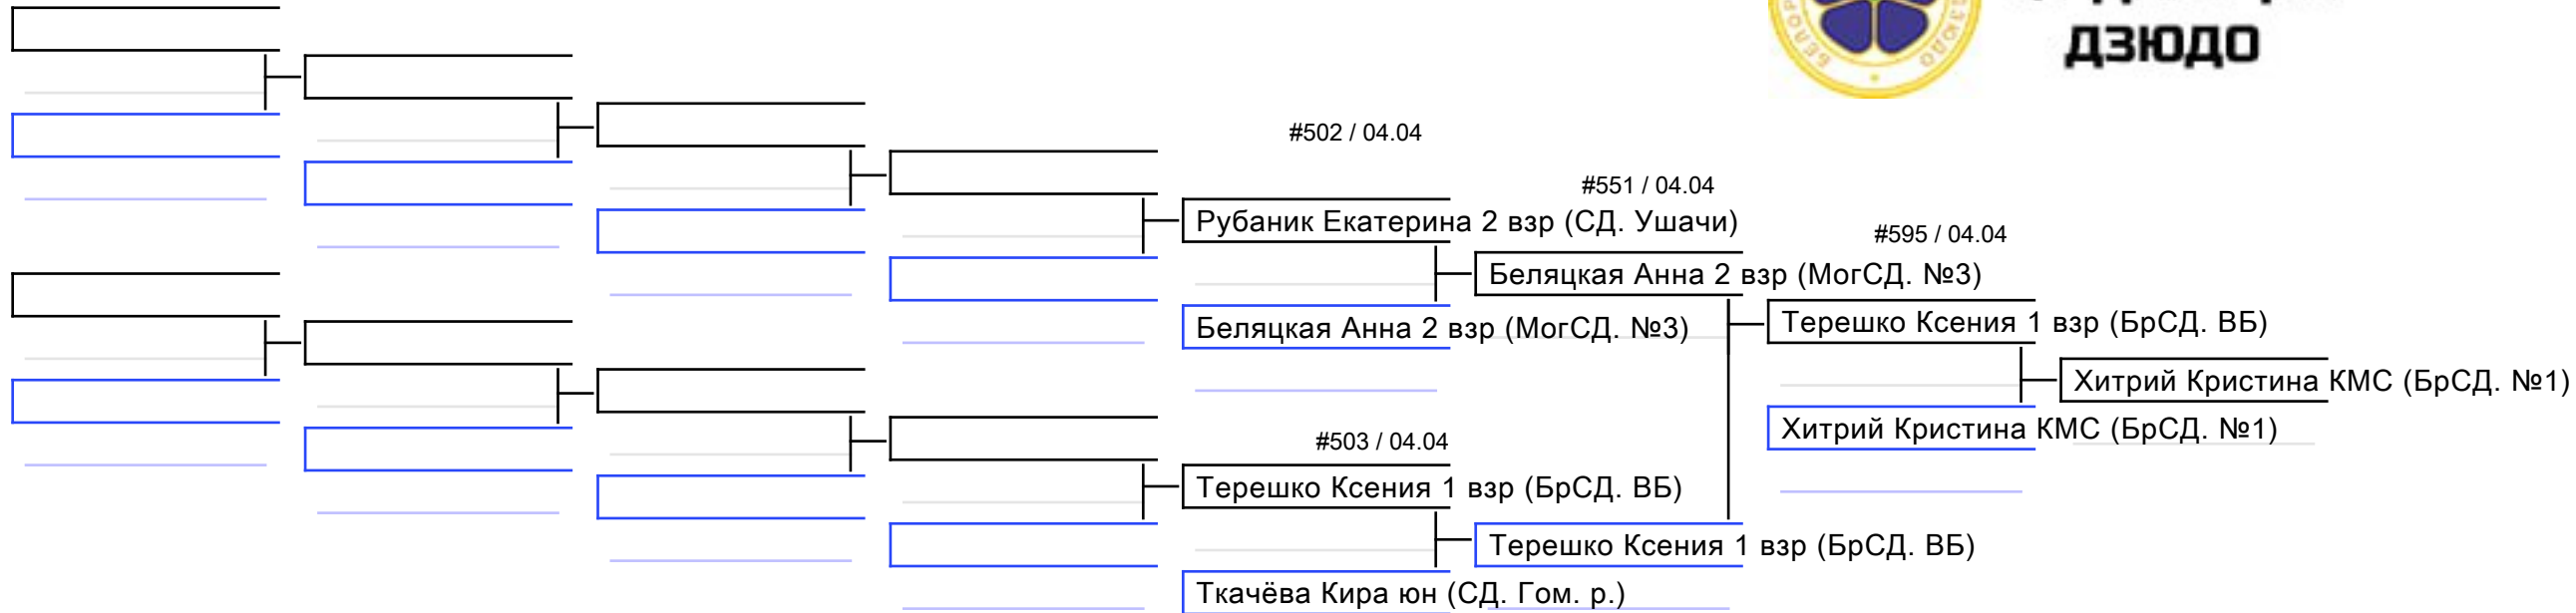 ДЗЮДО
#502 / 04.04
#551 / 04.04
Рубаник Екатерина 2 взр (СД. Ушачи)
#595 / 04.04
Беляцкая Анна 2 взр (МогСД. №3)
Беляцкая Анна 2 взр (МогСД. №3)
Терешко Ксения 1 взр (БрСД. ВБ)
Хитрий Кристина КМС (БрСД. №1)
Хитрий Кристина КМС (БрСД. №1)
#503 / 04.04
Терешко Ксения 1 взр (БрСД. ВБ)
Терешко Ксения 1 взр (БрСД. ВБ)
Ткачёва Кира юн (СД. Гом. р.)